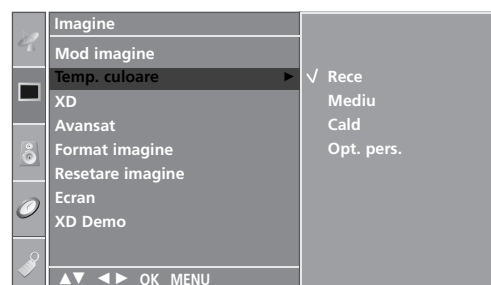 Imagine
Mod imagine
Temp. culoare ►
XD
Avansat
Format imagine
Resetare imagine
Ecran
XD Demo
▲▼ ◄► OK MENU
√ Rece
Mediu
Cald
Opt. pers.